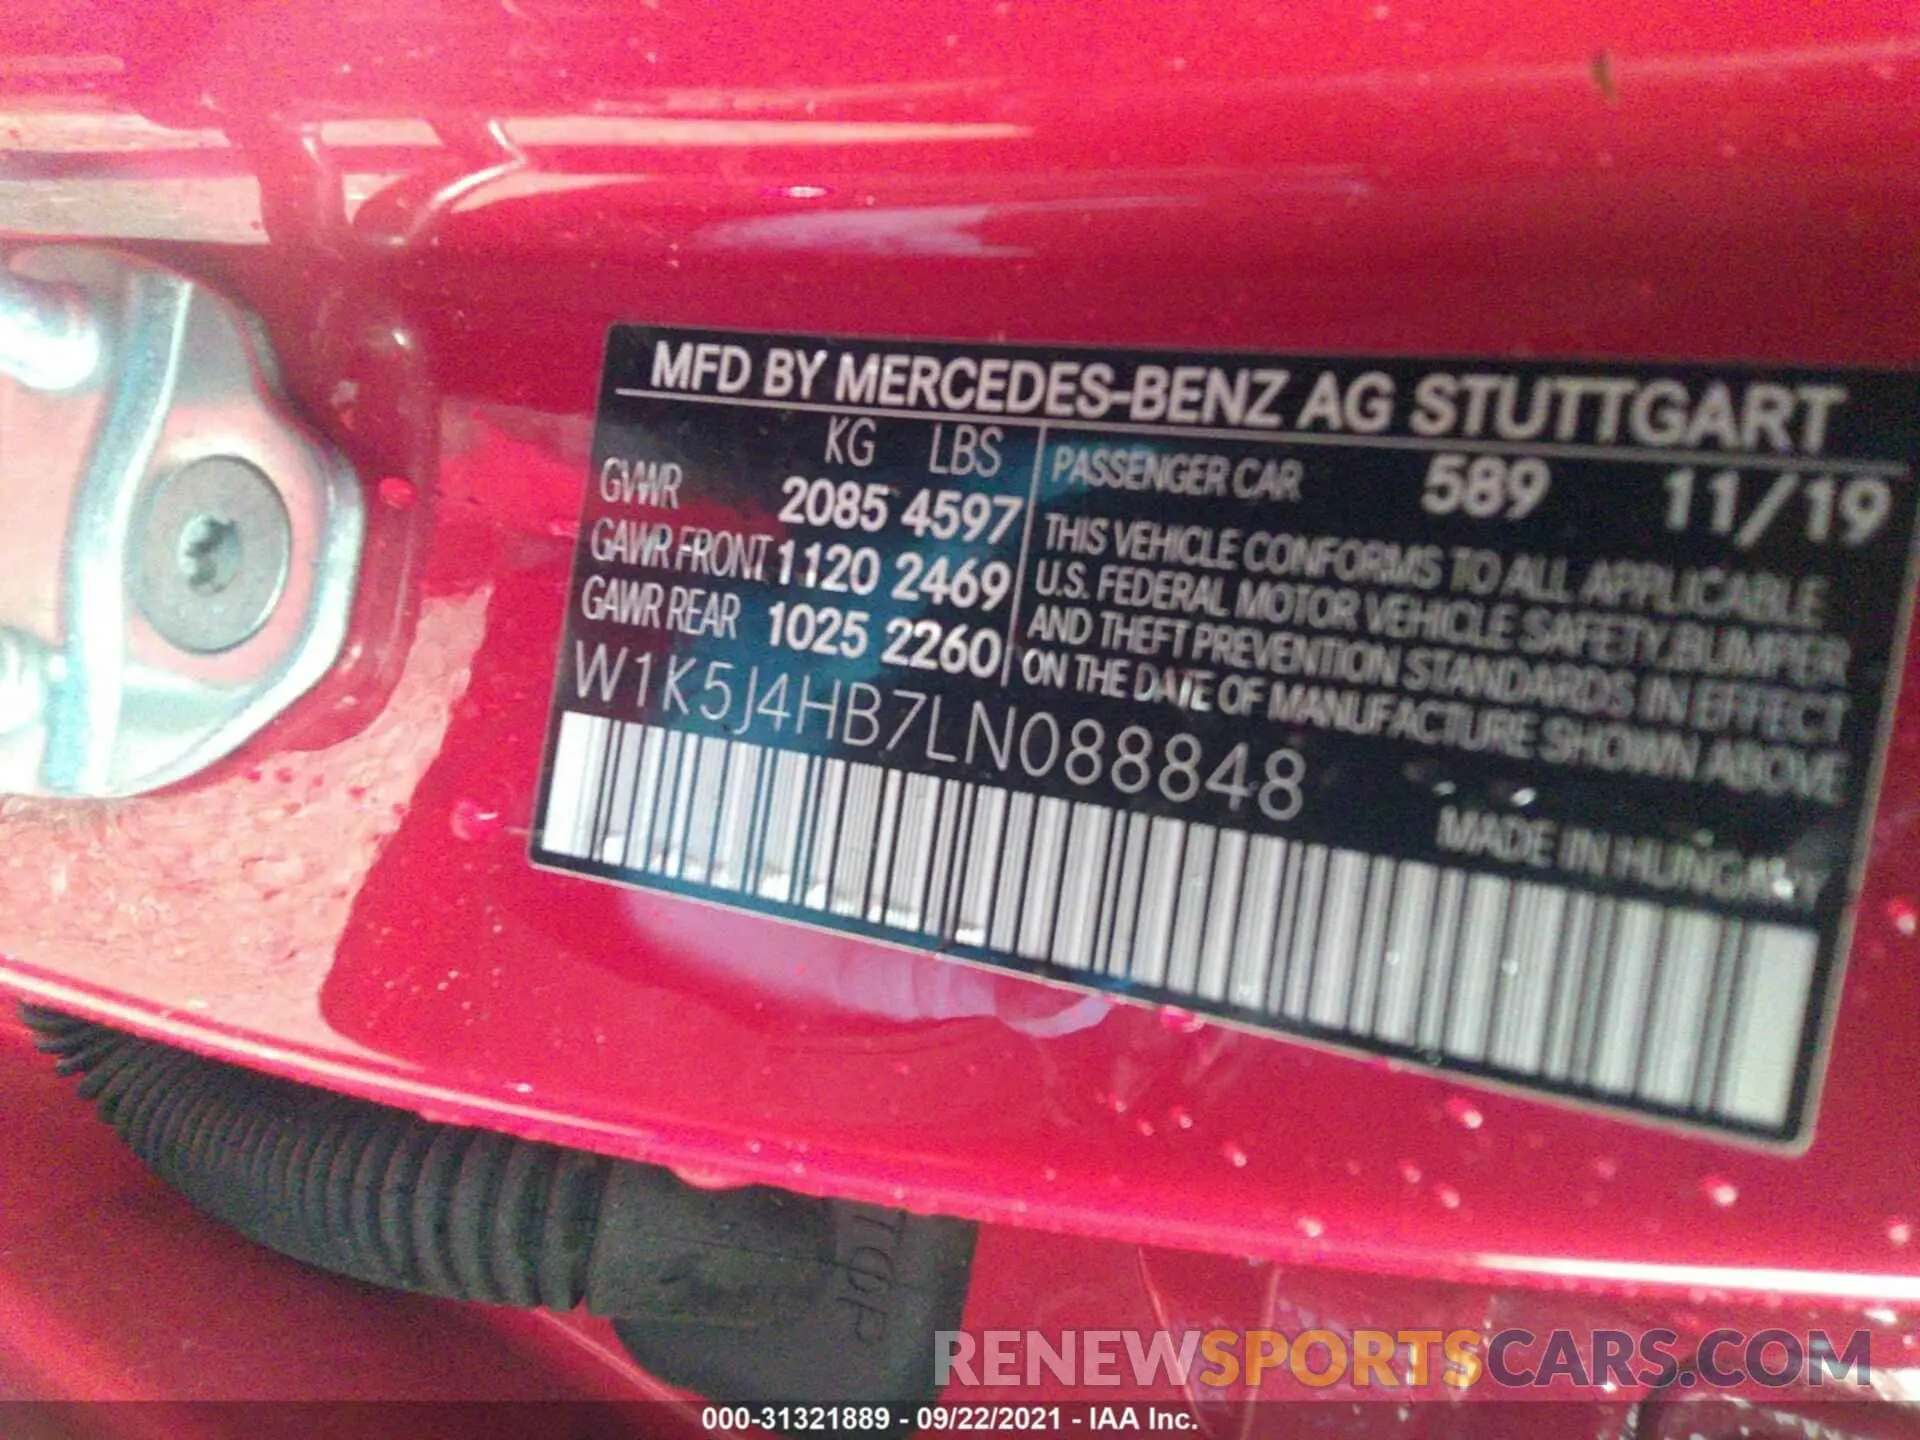 MFD BY MERCEDES-BENZ AG STUTTGART
KG LBS
GVWR 2085 4597
GAWR FRONT 1120 2469
GAWR REAR 1025 2260
PASSENGER CAR 589 11/19
THIS VEHICLE CONFORMS TO ALL APPLICABLE
U.S. FEDERAL MOTOR VEHICLE SAFETY, BUMPER
AND THEFT PREVENTION STANDARDS IN EFFECT
ON THE DATE OF MANUFACTURE SHOWN ABOVE
W1K5J4HB7LN088848
MADE IN HUNGARY
TOP
RENEWSPORTSCARS.COM
000-31321889 - 09/22/2021 - IAA Inc.